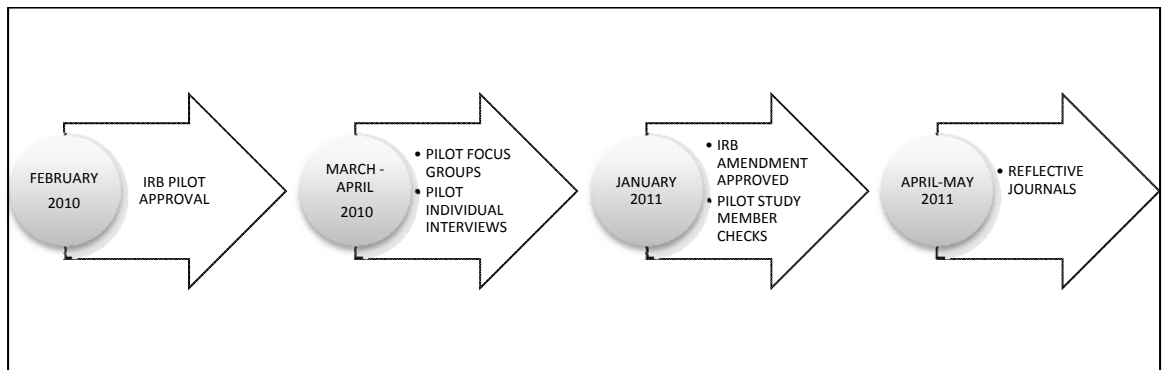 FEBRUARY
2010
IRB PILOT
APPROVAL
MARCH -
APRIL
2010
• PILOT FOCUS
GROUPS
• PILOT
INDIVIDUAL
INTERVIEWS
JANUARY
2011
• IRB
AMENDMENT
APPROVED
• PILOT STUDY
MEMBER
CHECKS
APRIL-MAY
2011
• REFLECTIVE
JOURNALS